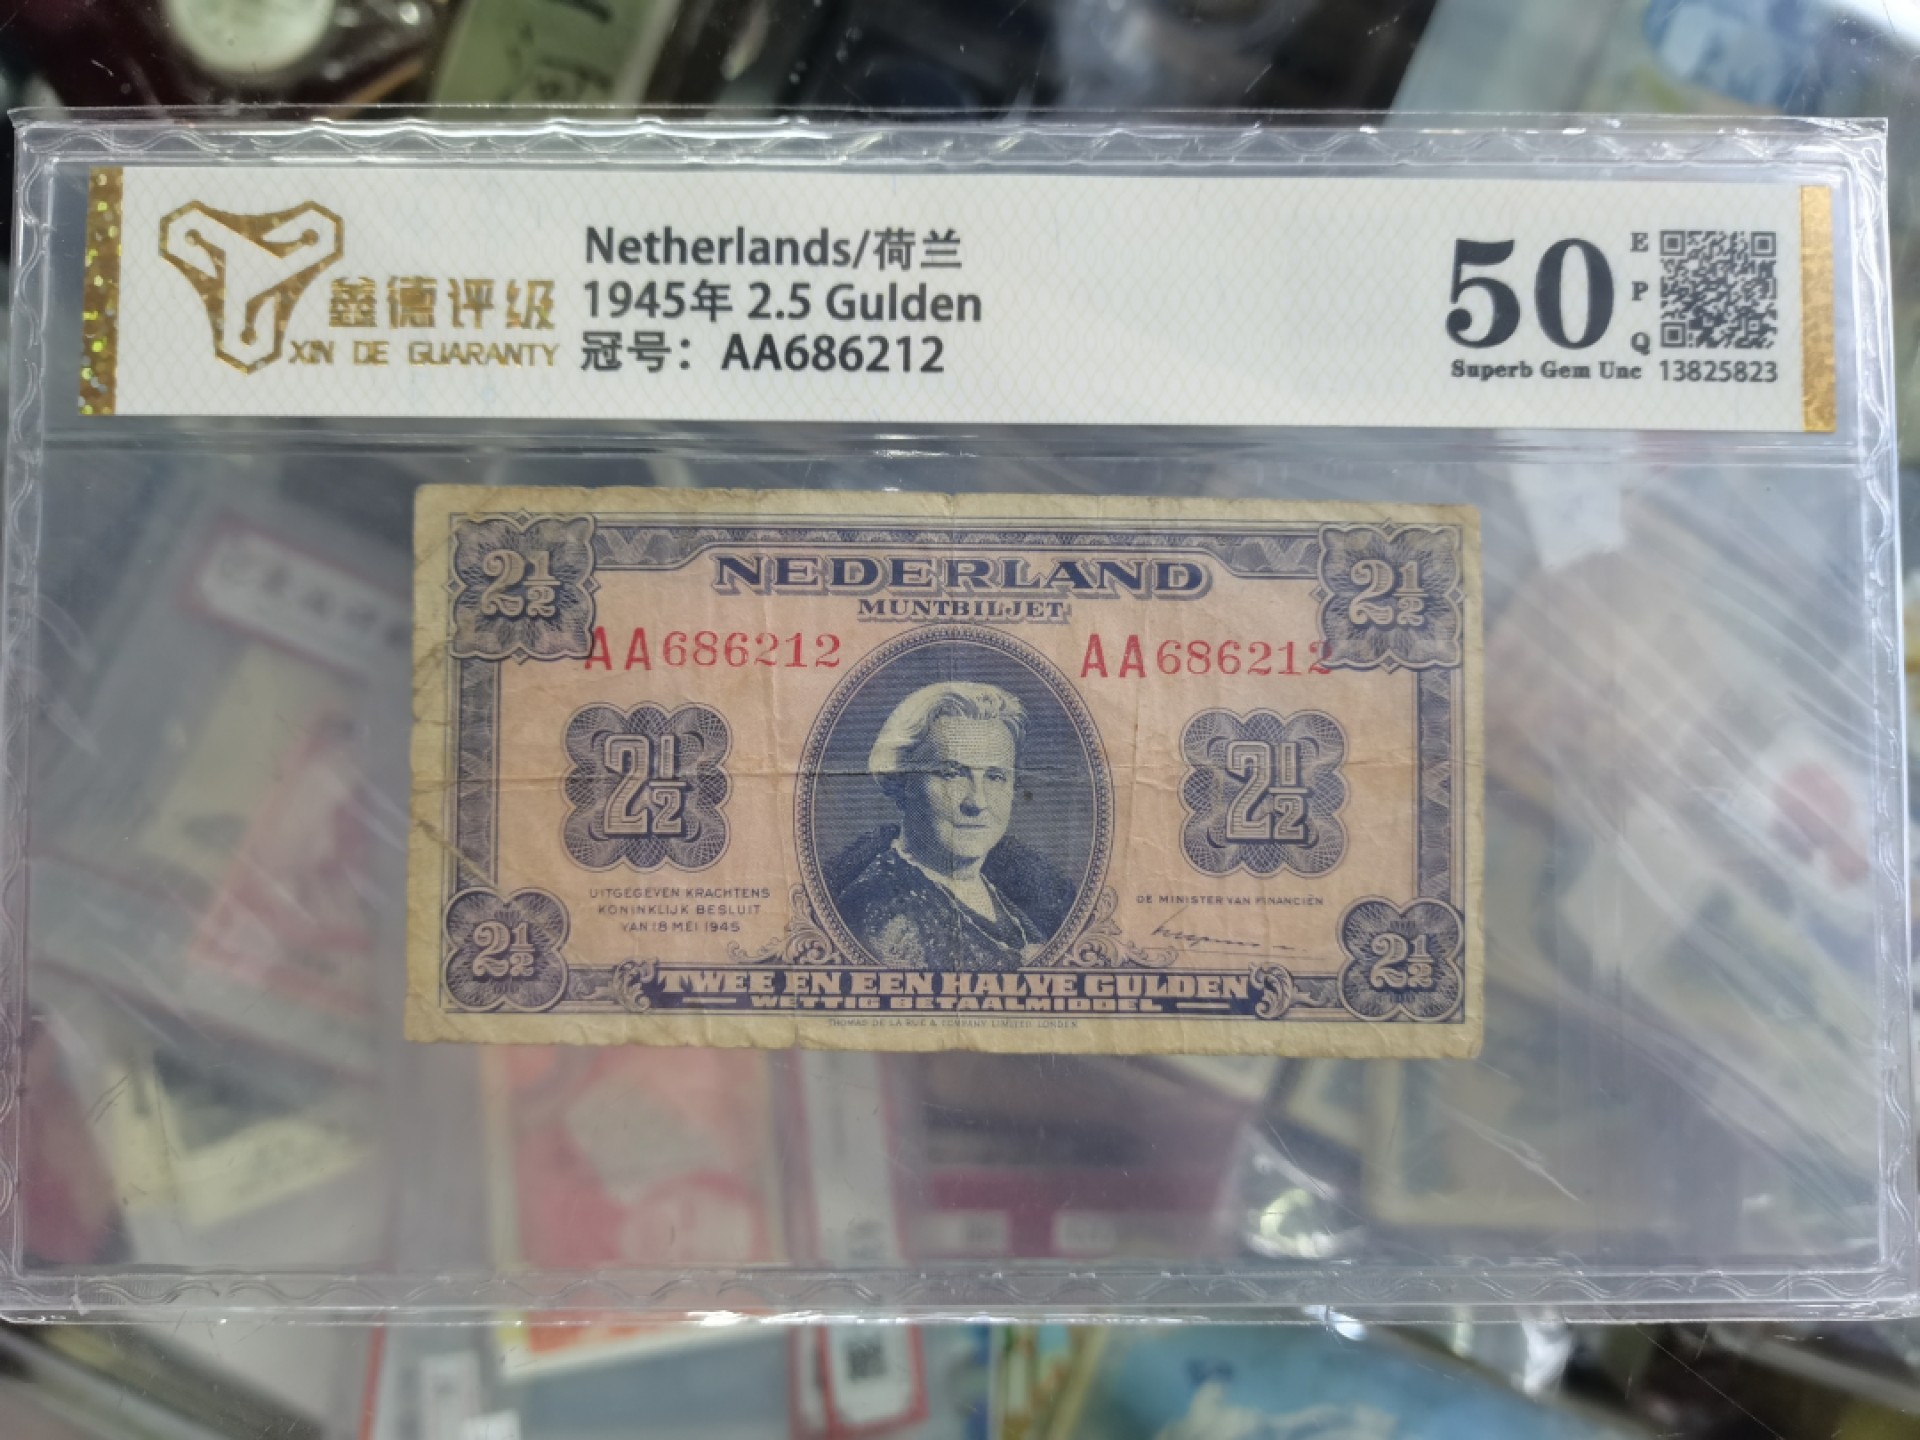 鑫德评级
XIN DE GUARANTY
Netherlands/荷兰
1945年 2.5 Gulden
冠号：AA686212
50
EPQ
Superb Gem Unc
13825823
2½
2½
NEDERLAND
MUNTBILJET
AA686212
AA686212
2½
2½
UITGEGEVEN KRACHTENS
KONINKLIJK BESLUIT
VAN 18 MEI 1945
DE MINISTER VAN FINANCIËN
2½
2½
TWEE EN EEN HALVE GULDEN
WETTIG BETAALMIDDEL
THOMAS DE LA RUE & COMPANY LIMITED LONDEN